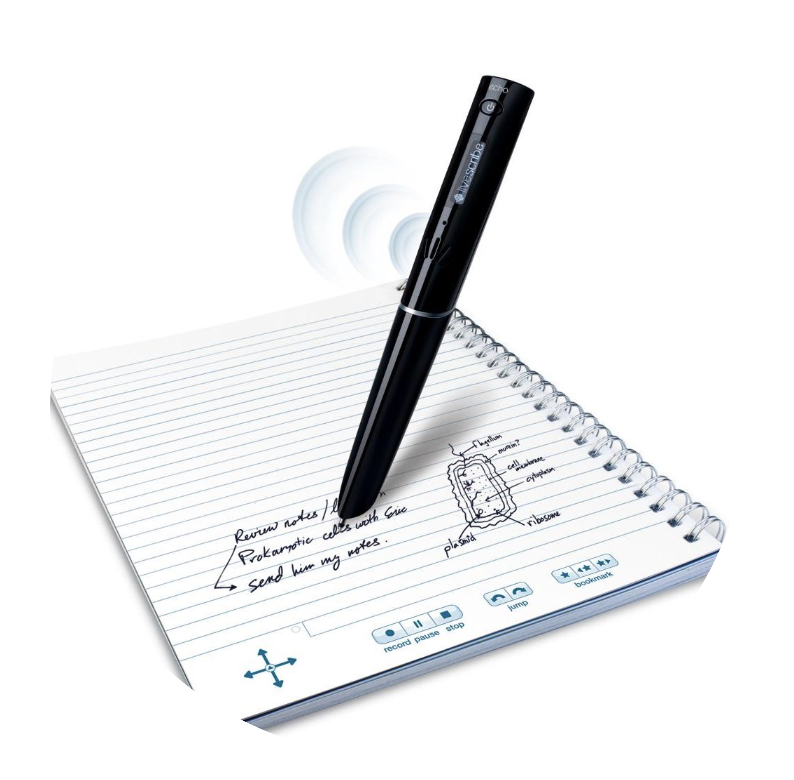 echo
livescribe
flagellum
murein?
cell
membrane
cytoplasm
ribosome
plasmid
Review notes /
Prokaryotic cells with Eric
send him my notes.
record pause stop
jump
bookmark